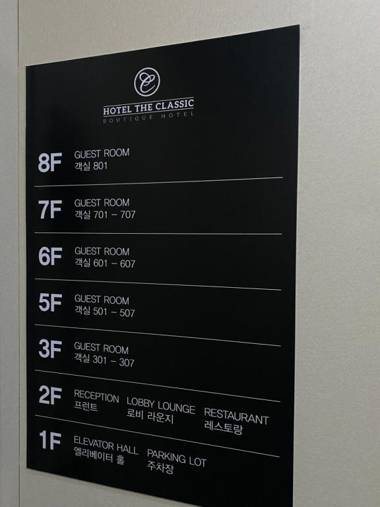 HOTEL THE CLASSIC
BOUTIQUE HOTEL
8F GUEST ROOM
객실 801
7F GUEST ROOM
객실 701 - 707
6F GUEST ROOM
객실 601 - 607
5F GUEST ROOM
객실 501 - 507
3F GUEST ROOM
객실 301 - 307
2F RECEPTION LOBBY LOUNGE RESTAURANT
프런트 로비 라운지 레스토랑
1F ELEVATOR HALL PARKING LOT
엘리베이터 홀 주차장